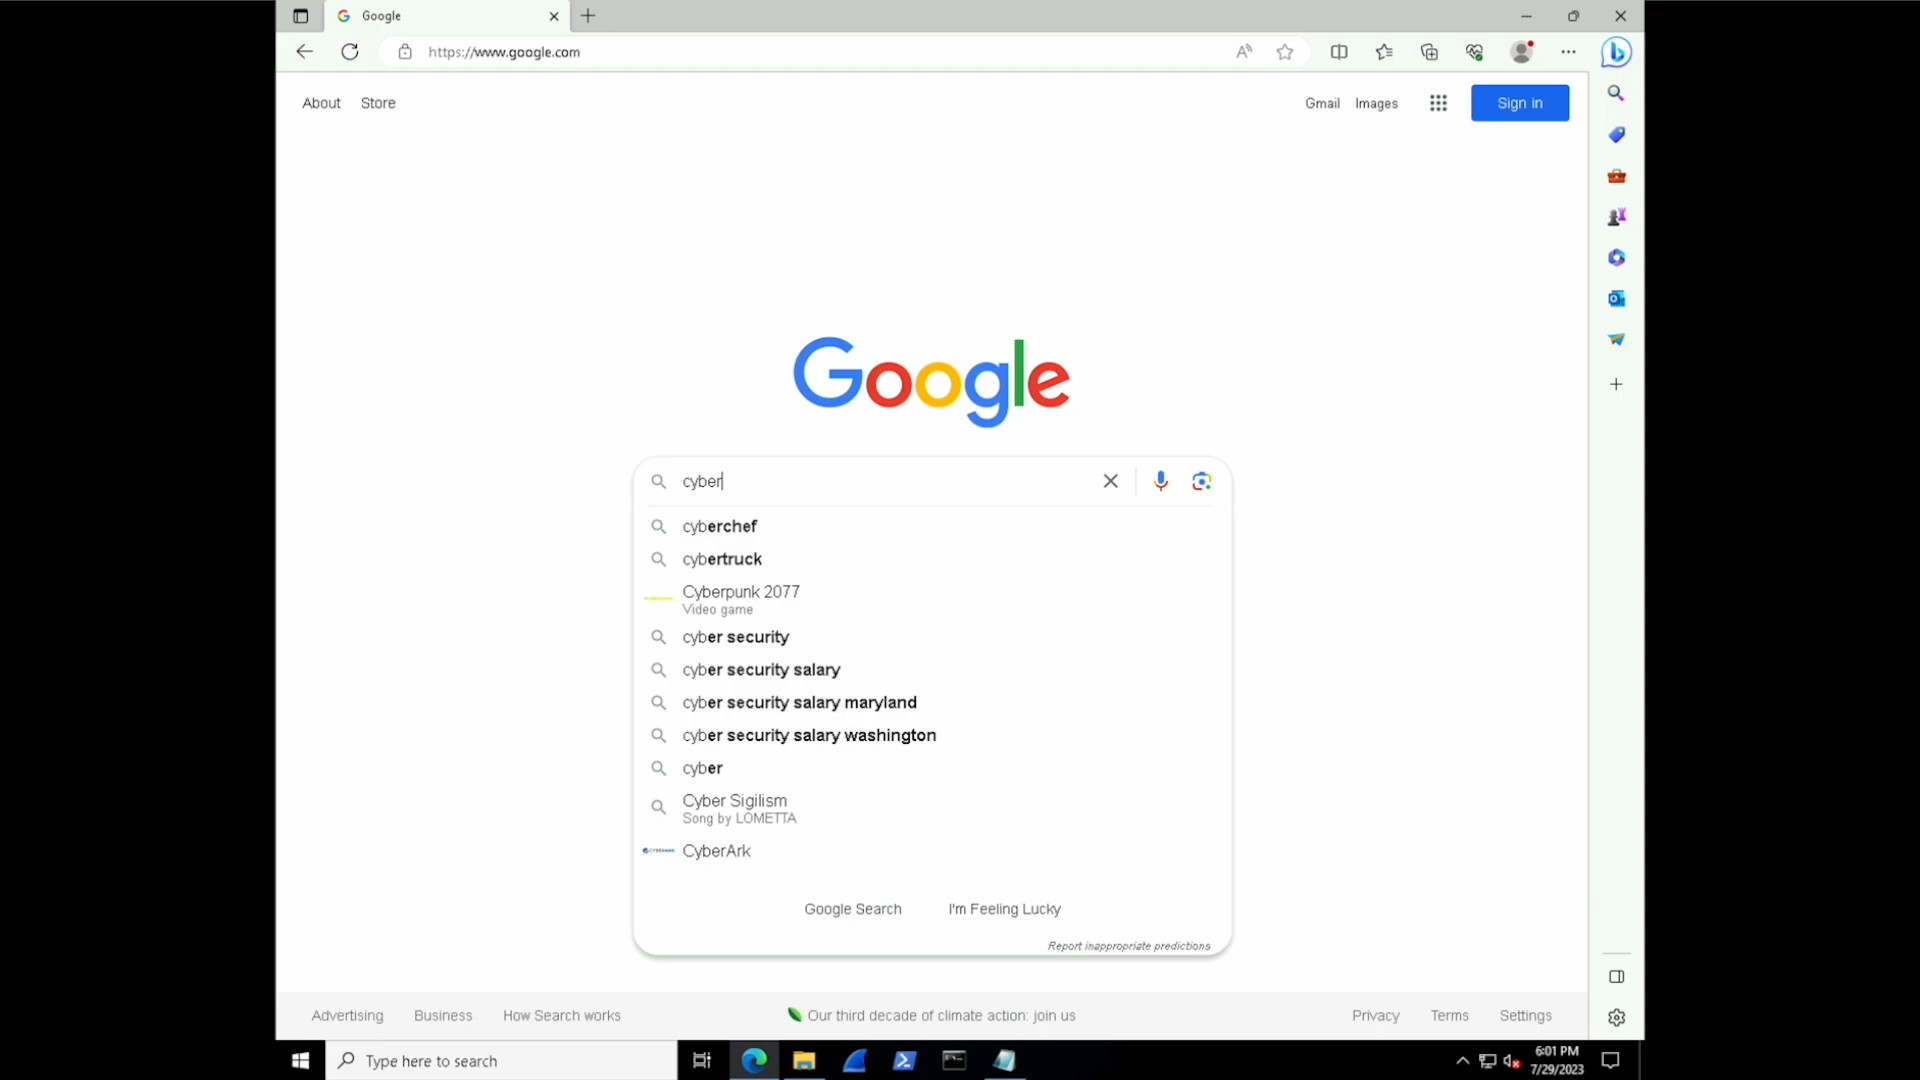 Google
https://www.google.com
About Store
Gmail Images Sign in
Google
cyber
cyberchef
cybertruck
Cyberpunk 2077
Video game
cyber security
cyber security salary
cyber security salary maryland
cyber security salary washington
cyber
Cyber Sigilism
Song by LOMETTA
CyberArk
Google Search I'm Feeling Lucky
Report inappropriate predictions
Advertising Business How Search works Our third decade of climate action: join us Privacy Terms Settings
Type here to search
6:01 PM
7/29/2023